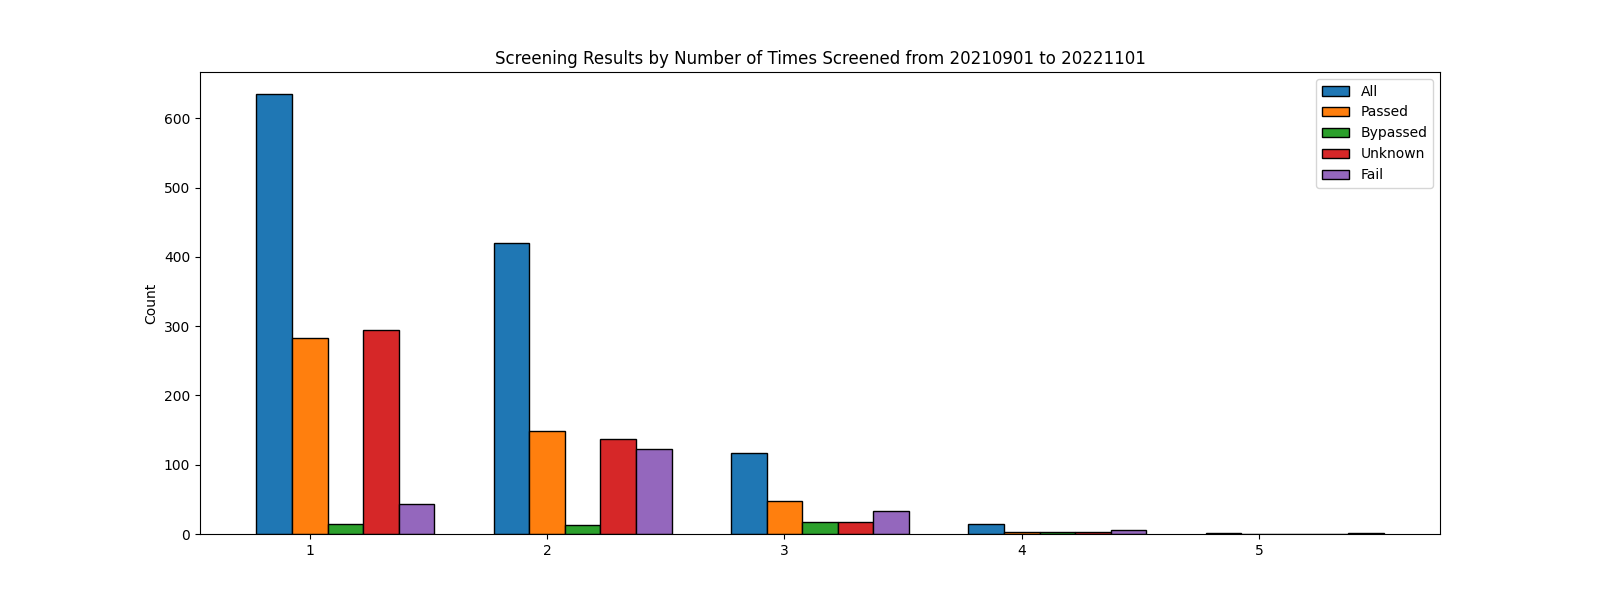 Screening Results by Number of Times Screened from 20210901 to 20221101
All
Passed
Bypassed
Unknown
Fail
Count
600
500
400
300
200
100
0
1 2 3 4 5